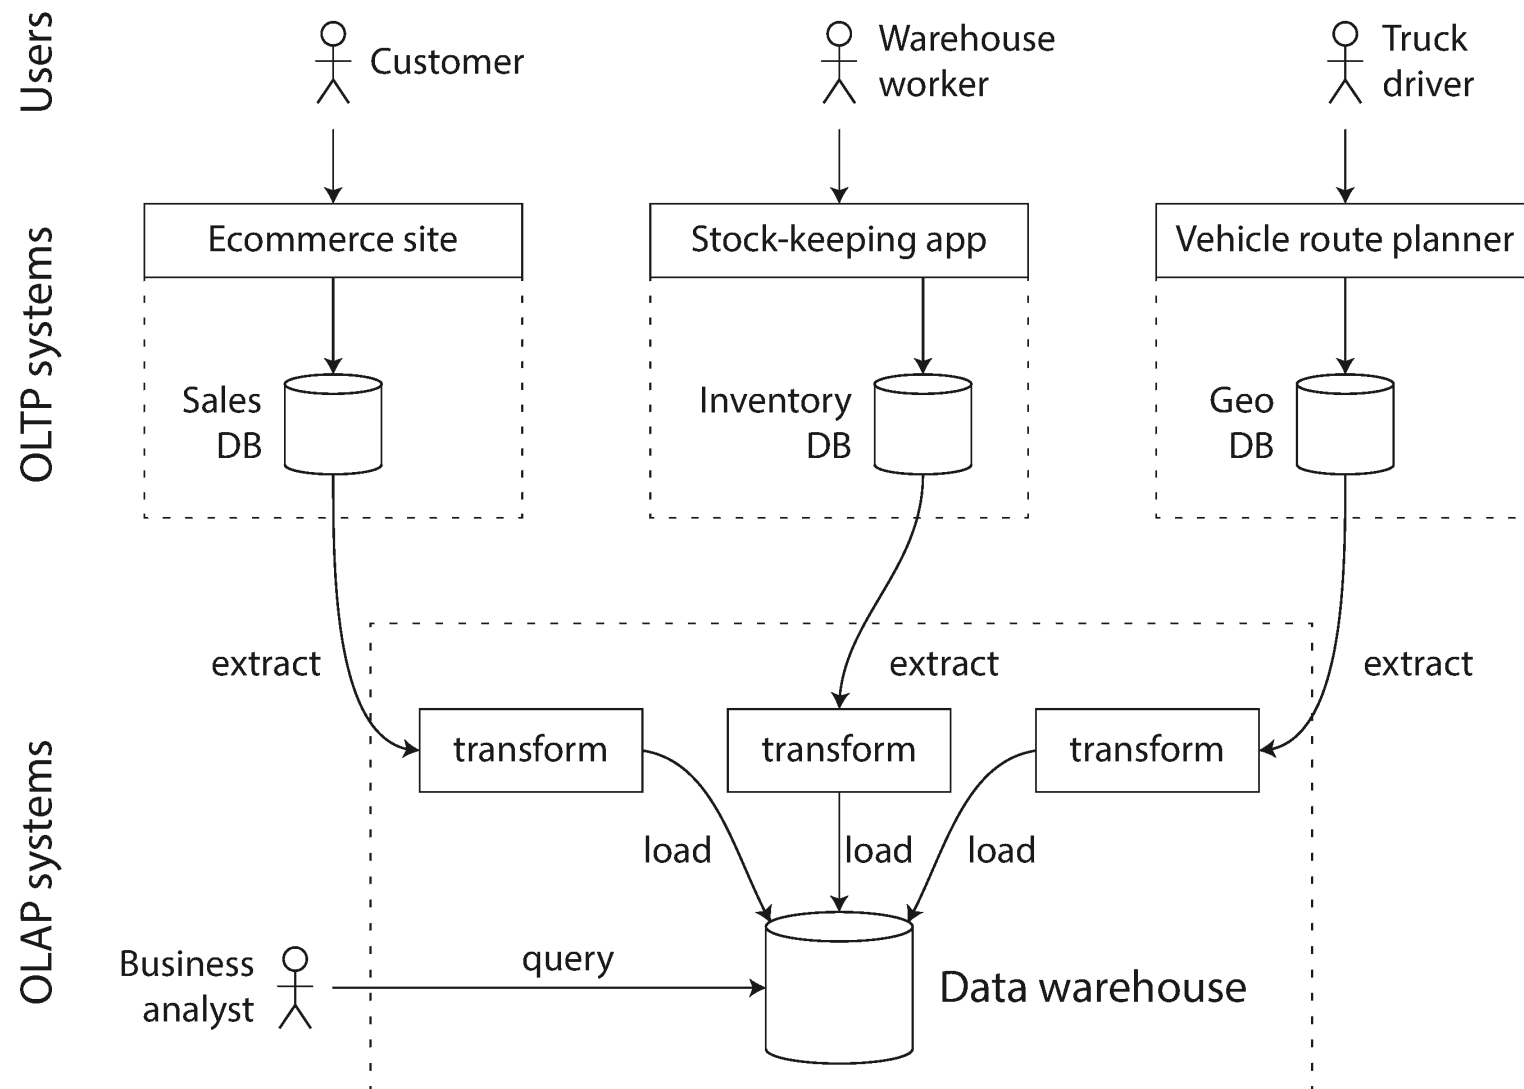 Users
Customer
Warehouse
worker
Truck
driver
OLTP systems
Ecommerce site
Stock-keeping app
Vehicle route planner
Sales
DB
Inventory
DB
Geo
DB
extract
extract
extract
OLAP systems
transform
transform
transform
load
load
load
Business
analyst
query
Data warehouse